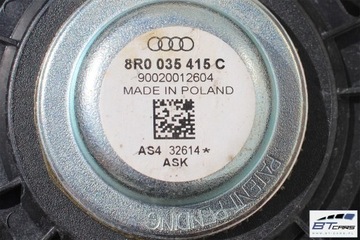 8R0 035 415 C
90020012604
MADE IN POLAND
AS4 32614*
ASK
PATENT PENDING
BTCARS